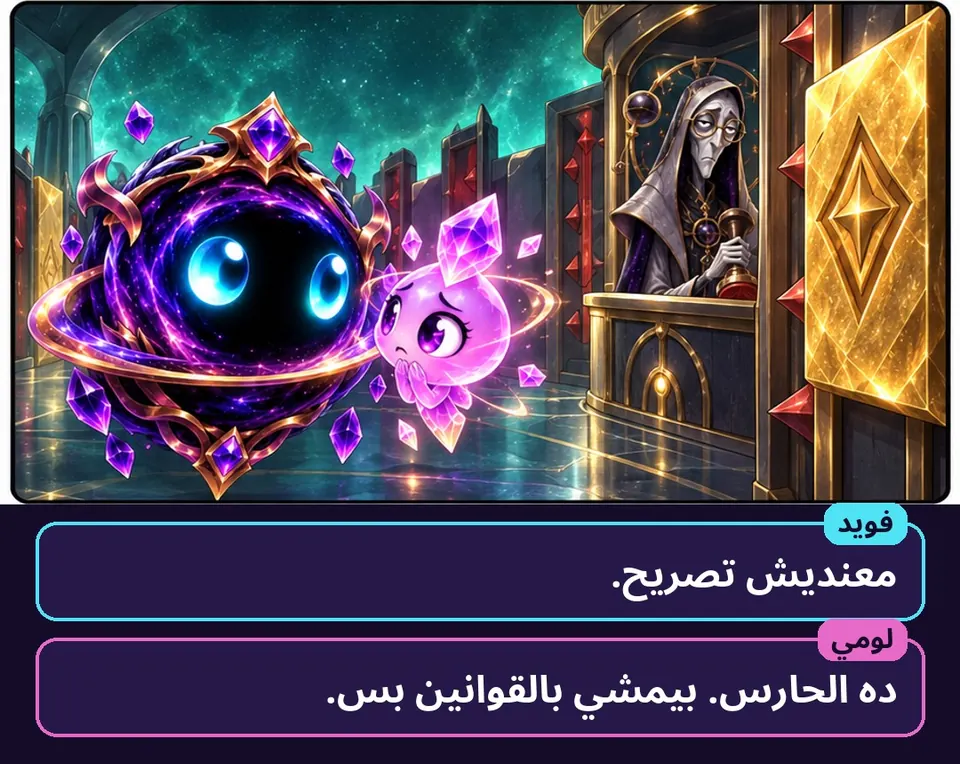 فويد
معنديش تصريح.
لومي
ده الحارس. بيمشي بالقوانين بس.